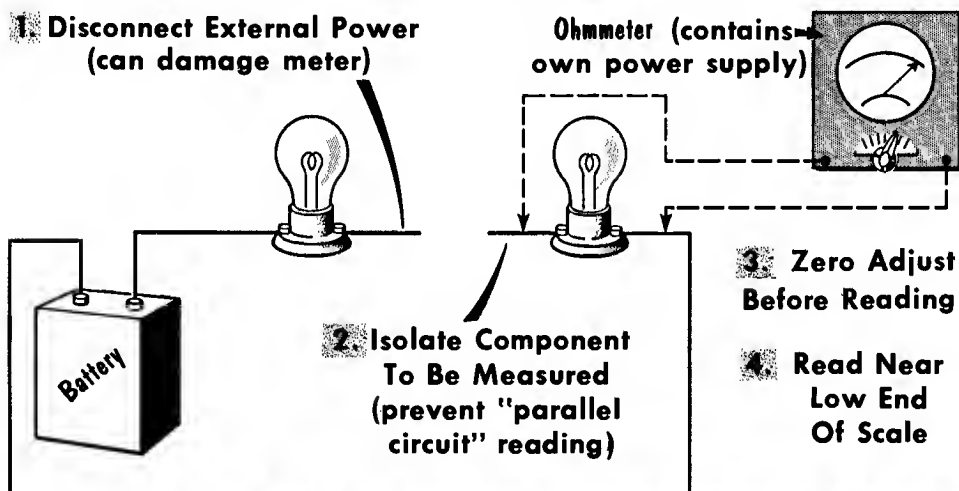 1. Disconnect External Power
(can damage meter)
Ohmmeter (contains
own power supply)
Battery
2. Isolate Component
To Be Measured
(prevent "parallel
circuit" reading)
3. Zero Adjust
Before Reading
4. Read Near
Low End
Of Scale